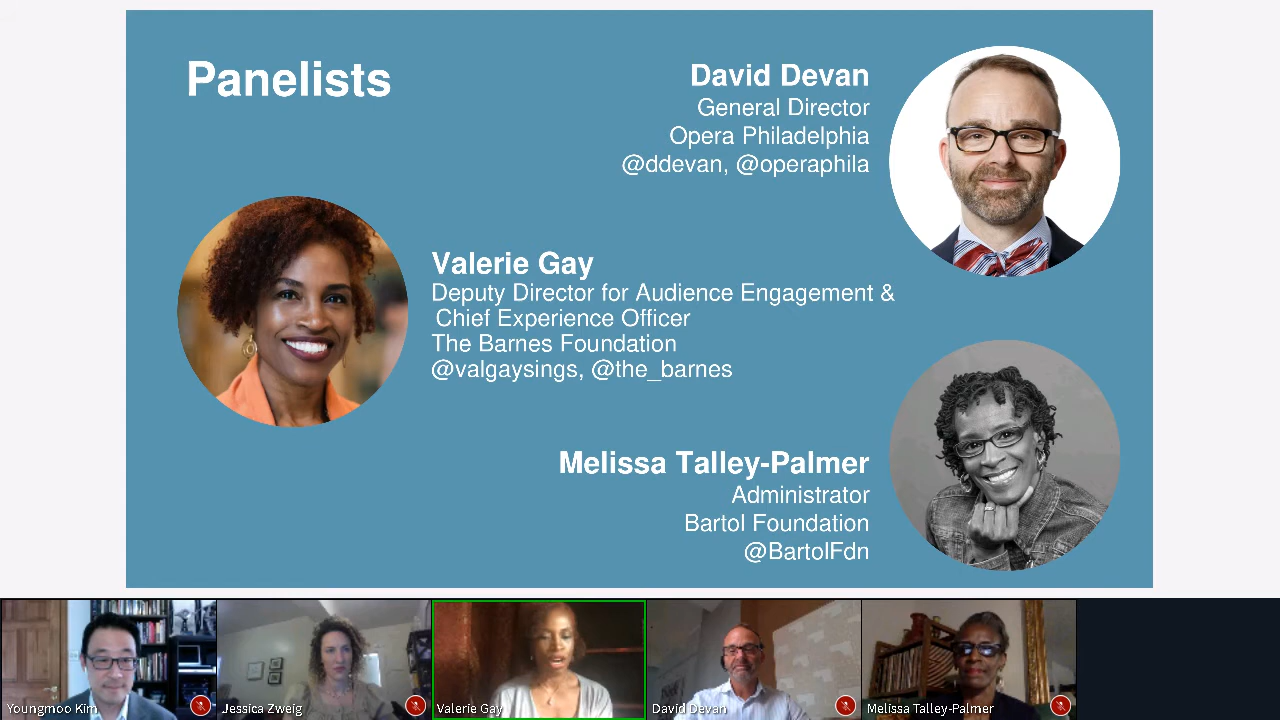 Panelists
David Devan
General Director
Opera Philadelphia
@ddevan, @operaphila
Valerie Gay
Deputy Director for Audience Engagement &
Chief Experience Officer
The Barnes Foundation
@valgaysings, @the_barnes
Melissa Talley-Palmer
Administrator
Bartol Foundation
@BartolFdn
Youngmoo Kim
Jessica Zweig
Valerie Gay
David Devan
Melissa Talley-Palmer